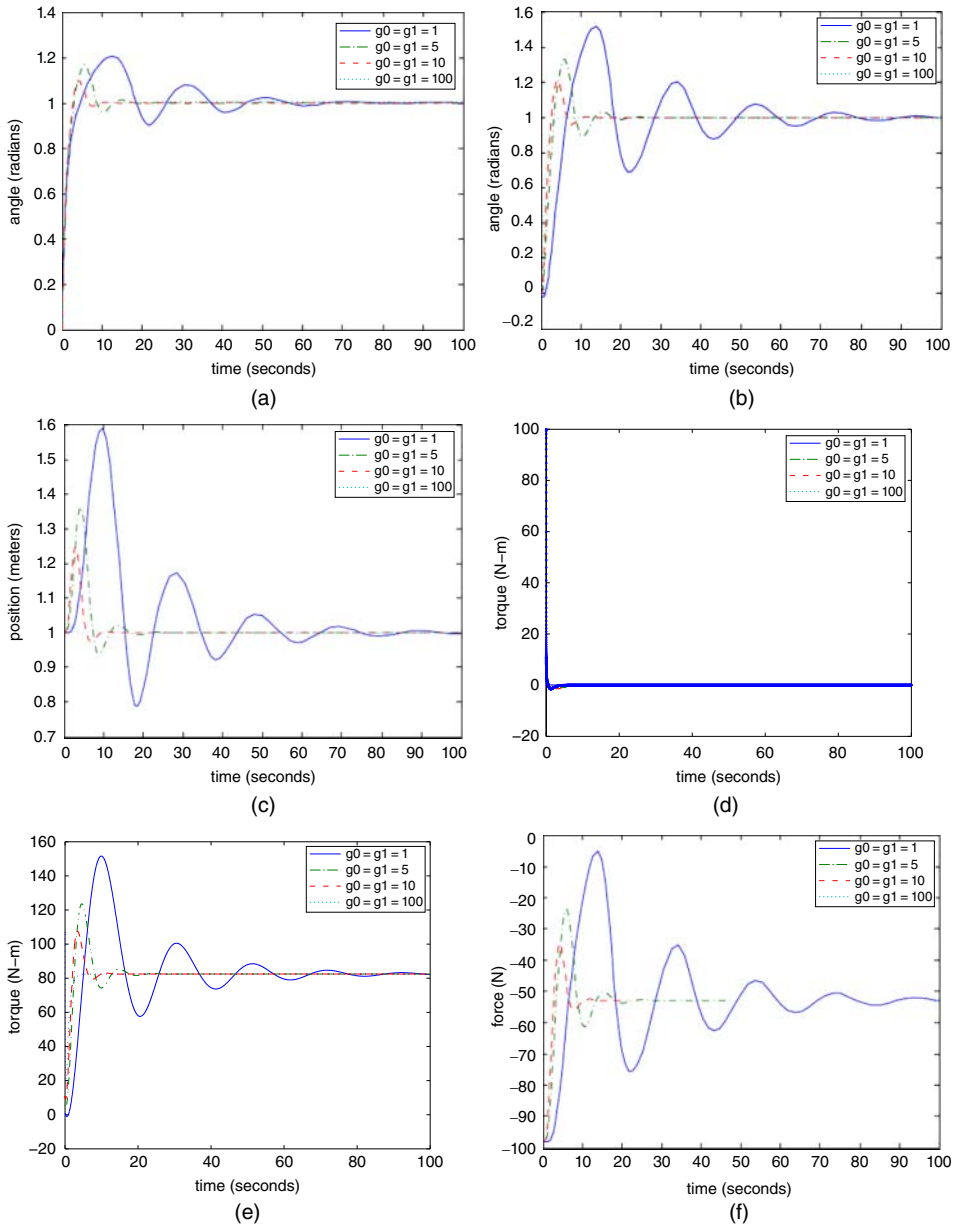 1.4
1.2
1
0.8
0.6
0.4
0.2
0
angle (radians)
g0 = g1 = 1
g0 = g1 = 5
g0 = g1 = 10
g0 = g1 = 100
0 10 20 30 40 50 60 70 80 90 100
time (seconds)
(a)
1.6
1.4
1.2
1
0.8
0.6
0.4
0.2
0
−0.2
angle (radians)
g0 = g1 = 1
g0 = g1 = 5
g0 = g1 = 10
g0 = g1 = 100
0 10 20 30 40 50 60 70 80 90 100
time (seconds)
(b)
1.6
1.5
1.4
1.3
1.2
1.1
1
0.9
0.8
0.7
position (meters)
g0 = g1 = 1
g0 = g1 = 5
g0 = g1 = 10
g0 = g1 = 100
0 10 20 30 40 50 60 70 80 90 100
time (seconds)
(c)
100
80
60
40
20
0
−20
torque (N−m)
g0 = g1 = 1
g0 = g1 = 5
g0 = g1 = 10
g0 = g1 = 100
0 20 40 60 80 100
time (seconds)
(d)
160
140
120
100
80
60
40
20
0
−20
torque (N−m)
g0 = g1 = 1
g0 = g1 = 5
g0 = g1 = 10
g0 = g1 = 100
0 20 40 60 80 100
time (seconds)
(e)
0
−10
−20
−30
−40
−50
−60
−70
−80
−90
−100
force (N)
g0 = g1 = 1
g0 = g1 = 5
g0 = g1 = 10
g0 = g1 = 100
0 10 20 30 40 50 60 70 80 90 100
time (seconds)
(f)